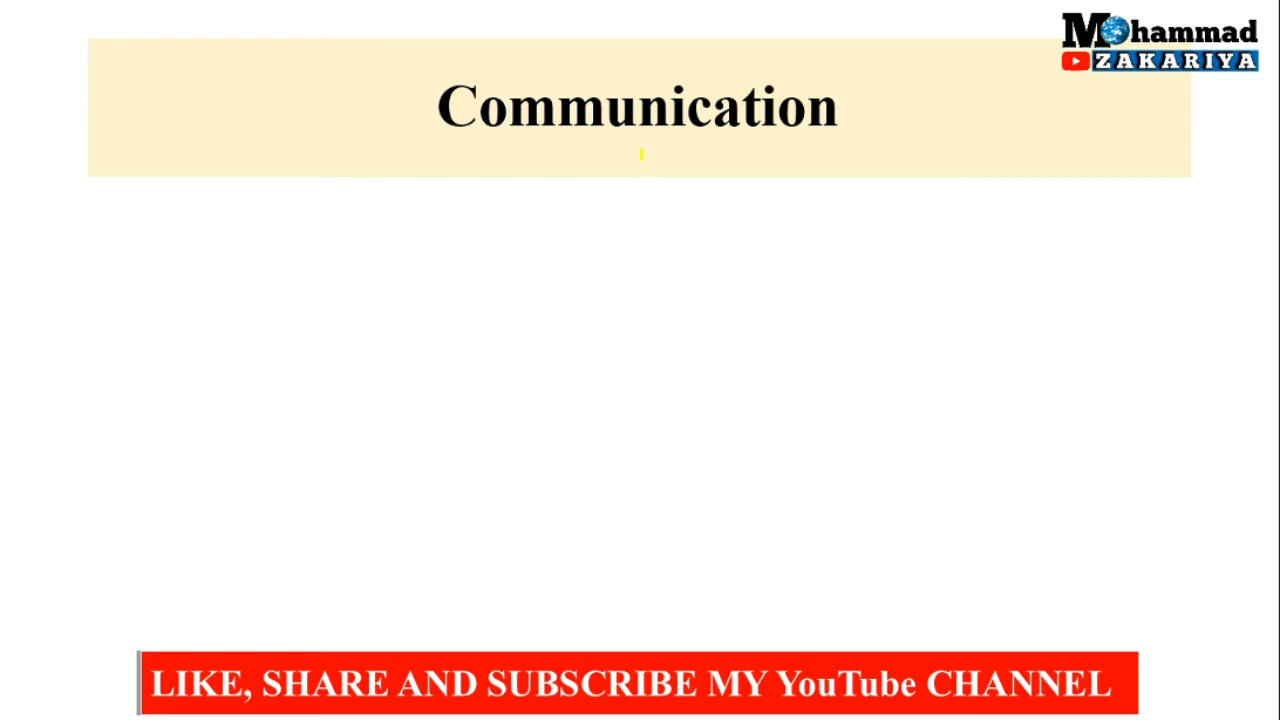 Mohammad
ZAKARIYA
Communication
LIKE, SHARE AND SUBSCRIBE MY YouTube CHANNEL